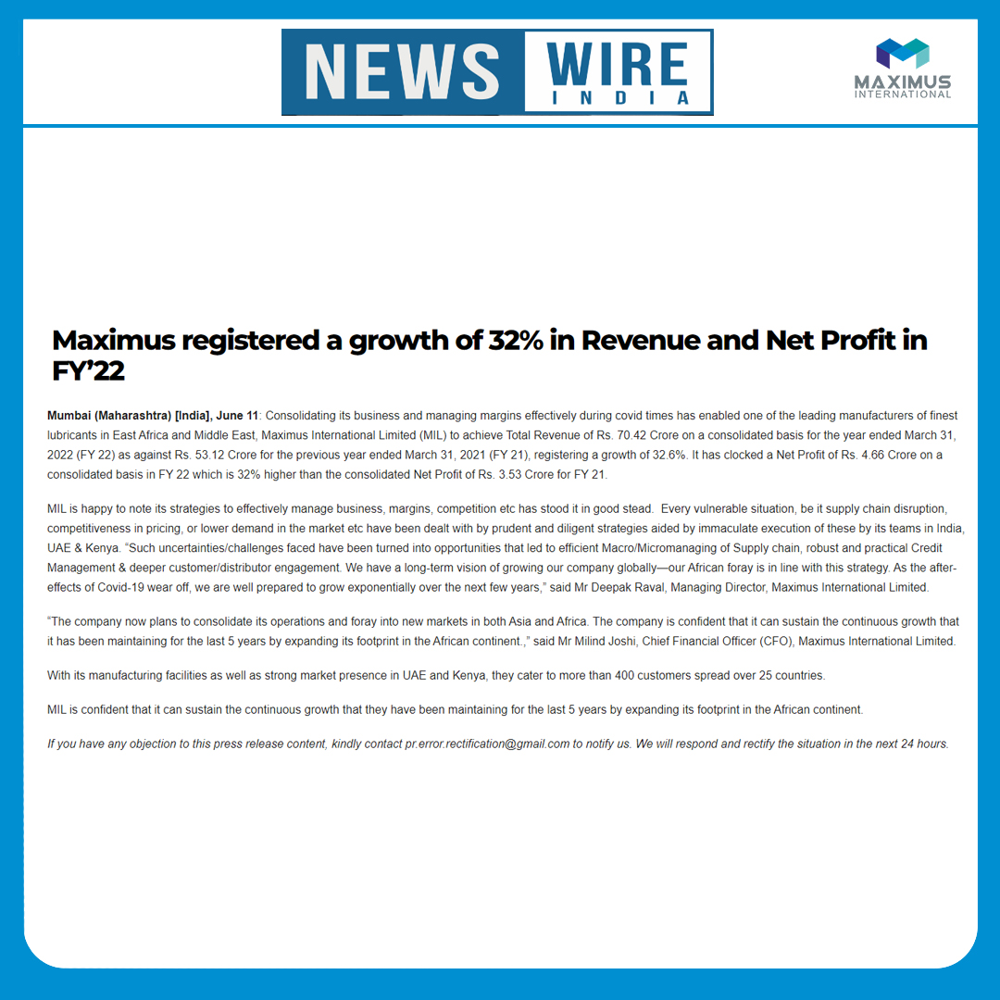 NEWS WIRE
INDIA
MAXIMUS
INTERNATIONAL
Maximus registered a growth of 32% in Revenue and Net Profit in
FY’22
Mumbai (Maharashtra) [India], June 11: Consolidating its business and managing margins effectively during covid times has enabled one of the leading manufacturers of finest
lubricants in East Africa and Middle East, Maximus International Limited (MIL) to achieve Total Revenue of Rs. 70.42 Crore on a consolidated basis for the year ended March 31,
2022 (FY 22) as against Rs. 53.12 Crore for the previous year ended March 31, 2021 (FY 21), registering a growth of 32.6%. It has clocked a Net Profit of Rs. 4.66 Crore on a
consolidated basis in FY 22 which is 32% higher than the consolidated Net Profit of Rs. 3.53 Crore for FY 21.
MIL is happy to note its strategies to effectively manage business, margins, competition etc has stood it in good stead.  Every vulnerable situation, be it supply chain disruption,
competitiveness in pricing, or lower demand in the market etc have been dealt with by prudent and diligent strategies aided by immaculate execution of these by its teams in India,
UAE & Kenya. “Such uncertainties/challenges faced have been turned into opportunities that led to efficient Macro/Micromanaging of Supply chain, robust and practical Credit
Management & deeper customer/distributor engagement. We have a long-term vision of growing our company globally—our African foray is in line with this strategy. As the after-
effects of Covid-19 wear off, we are well prepared to grow exponentially over the next few years,” said Mr Deepak Raval, Managing Director, Maximus International Limited.
“The company now plans to consolidate its operations and foray into new markets in both Asia and Africa. The company is confident that it can sustain the continuous growth that
it has been maintaining for the last 5 years by expanding its footprint in the African continent.,” said Mr Milind Joshi, Chief Financial Officer (CFO), Maximus International Limited.
With its manufacturing facilities as well as strong market presence in UAE and Kenya, they cater to more than 400 customers spread over 25 countries.
MIL is confident that it can sustain the continuous growth that they have been maintaining for the last 5 years by expanding its footprint in the African continent.
If you have any objection to this press release content, kindly contact pr.error.rectification@gmail.com to notify us. We will respond and rectify the situation in the next 24 hours.